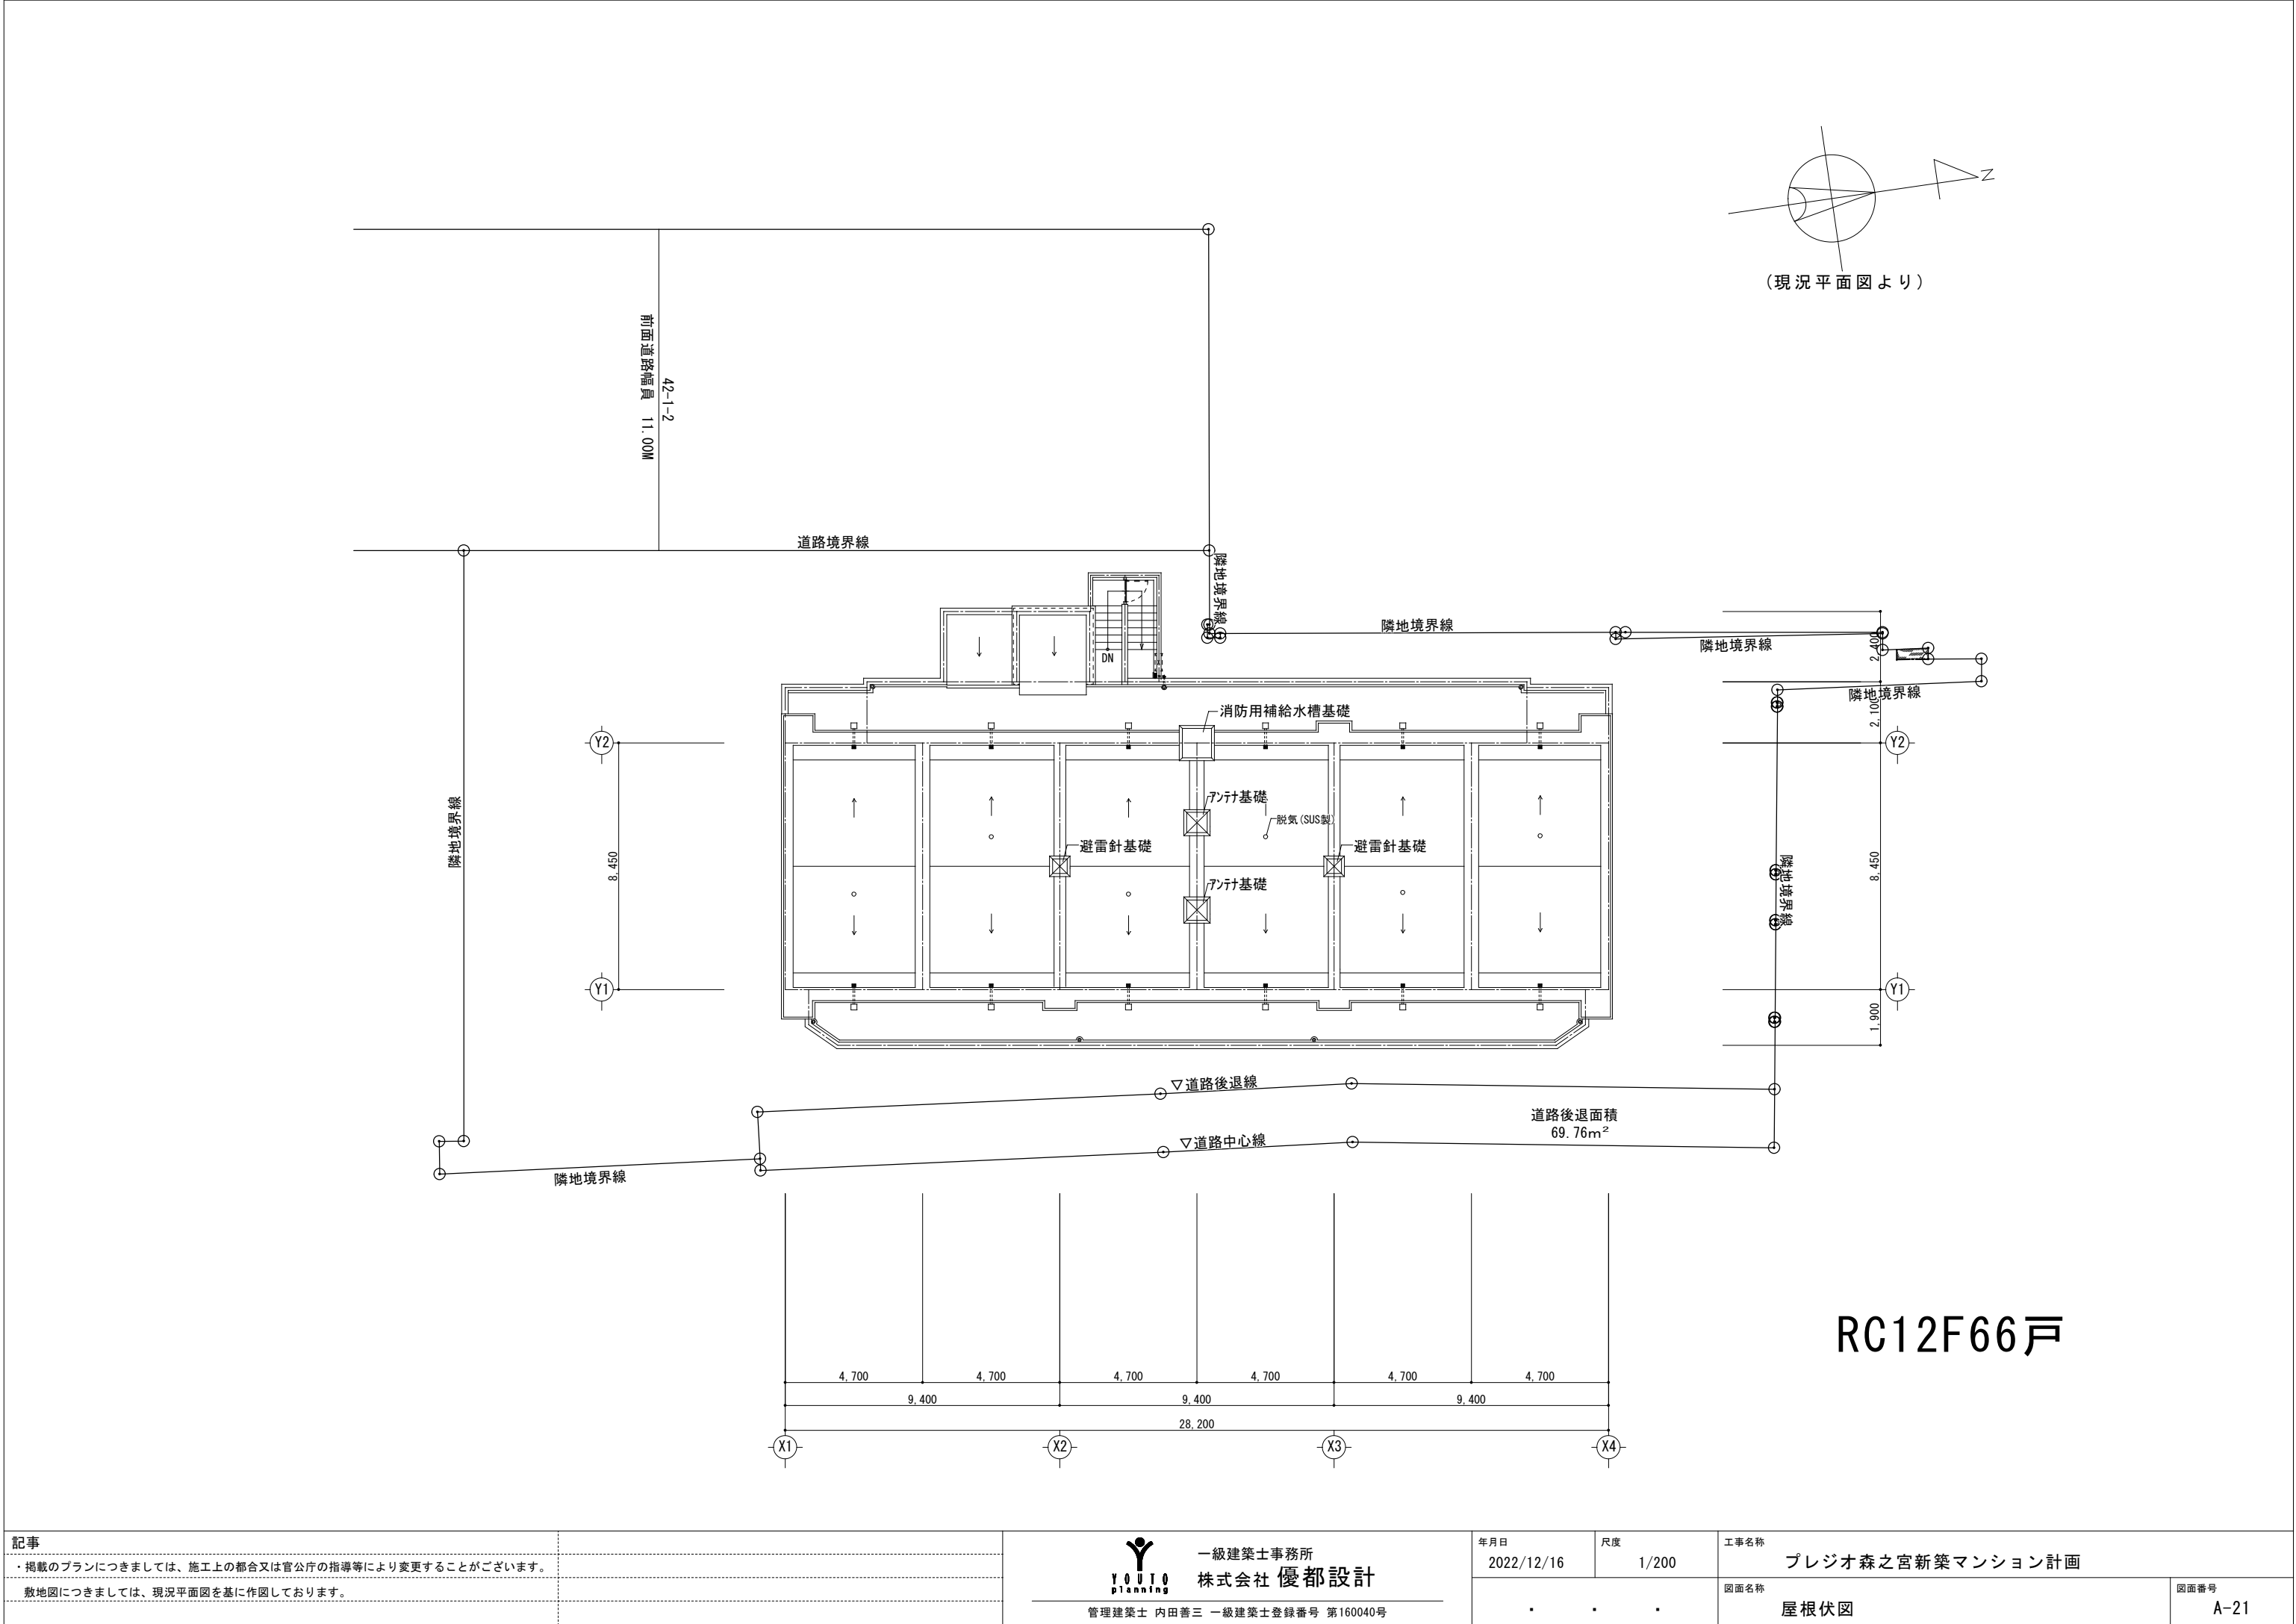 N
(現況平面図より)
前面道路幅員 11.00M
42-1-2
道路境界線
隣地境界線
隣地境界線
隣地境界線
隣地境界線
隣地境界線
隣地境界線
隣地境界線
DN
消防用補給水槽基礎
アンテナ基礎
脱気(SUS製)
避雷針基礎
避雷針基礎
アンテナ基礎
Y2
Y1
8,450
2,400
2,100
Y2
8,450
Y1
1,900
▽道路後退線
道路後退面積
69.76m²
▽道路中心線
RC12F66戸
4,700 4,700 4,700 4,700 4,700 4,700
9,400 9,400 9,400
28,200
X1 X2 X3 X4
記事
・掲載のプランにつきましては、施工上の都合又は官公庁の指導等により変更することがございます。
敷地図につきましては、現況平面図を基に作図しております。
YOUTO
planning
一級建築士事務所
株式会社 優都設計
管理建築士 内田善三 一級建築士登録番号 第160040号
年月日
2022/12/16
尺度
1/200
工事名称
プレジオ森之宮新築マンション計画
図面名称
屋根伏図
図面番号
A-21